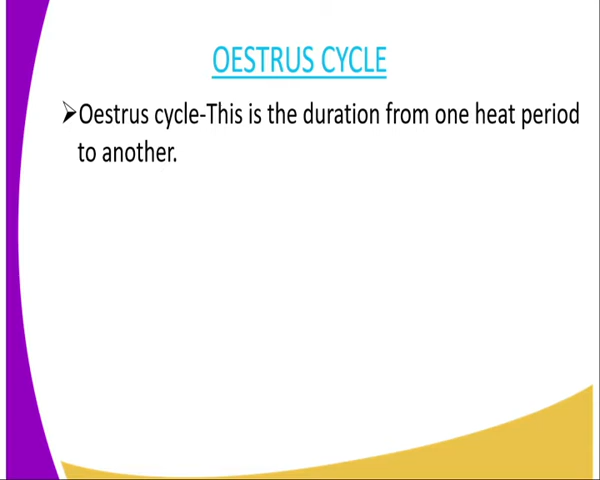 OESTRUS CYCLE
➢Oestrus cycle-This is the duration from one heat period
to another.